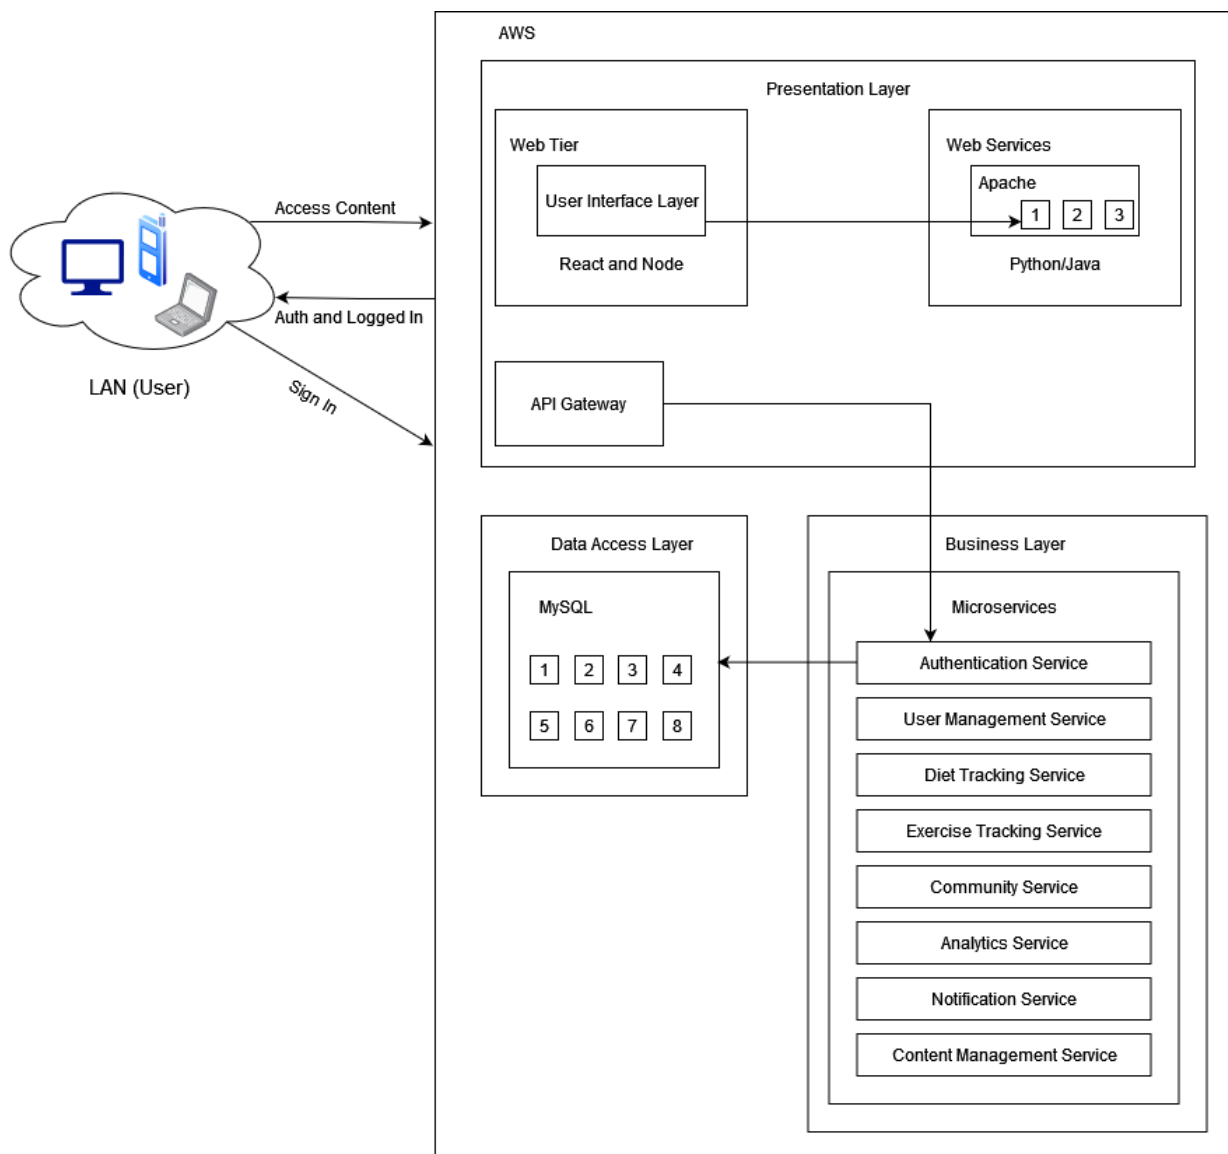 AWS
Presentation Layer
Web Tier
User Interface Layer
React and Node
Web Services
Apache
1 2 3
Python/Java
Access Content
Auth and Logged In
LAN (User)
Sign In
API Gateway
Data Access Layer
MySQL
1 2 3 4
5 6 7 8
Business Layer
Microservices
Authentication Service
User Management Service
Diet Tracking Service
Exercise Tracking Service
Community Service
Analytics Service
Notification Service
Content Management Service